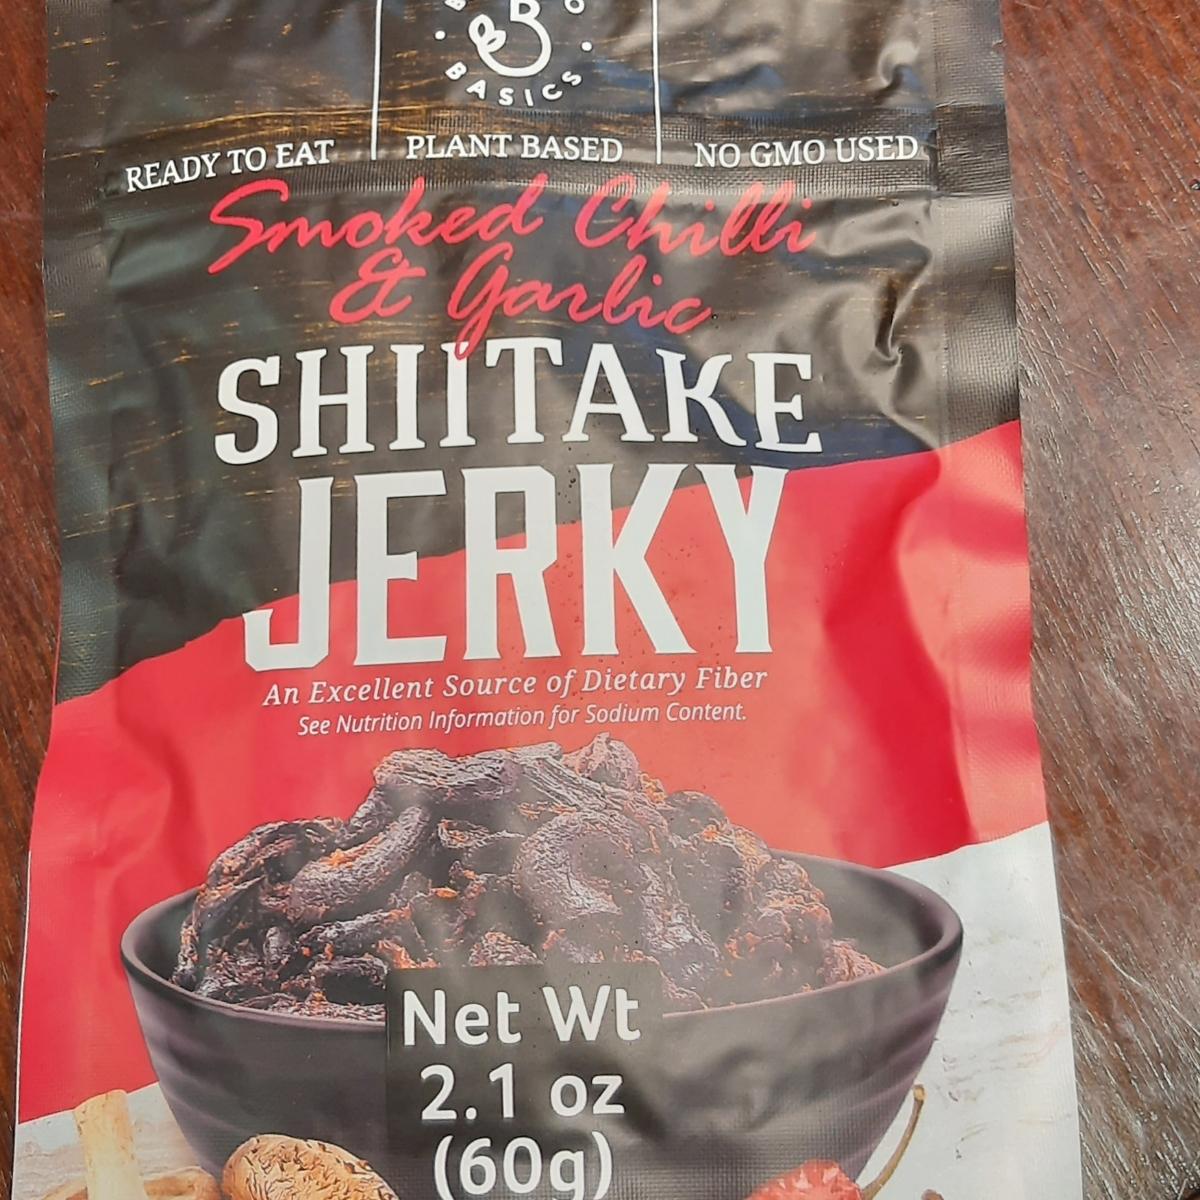 BASICS
READY TO EAT
PLANT BASED
NO GMO USED
Smoked Chilli
& Garlic
SHIITAKE
JERKY
An Excellent Source of Dietary Fiber
See Nutrition Information for Sodium Content.
Net Wt
2.1 oz
(60g)